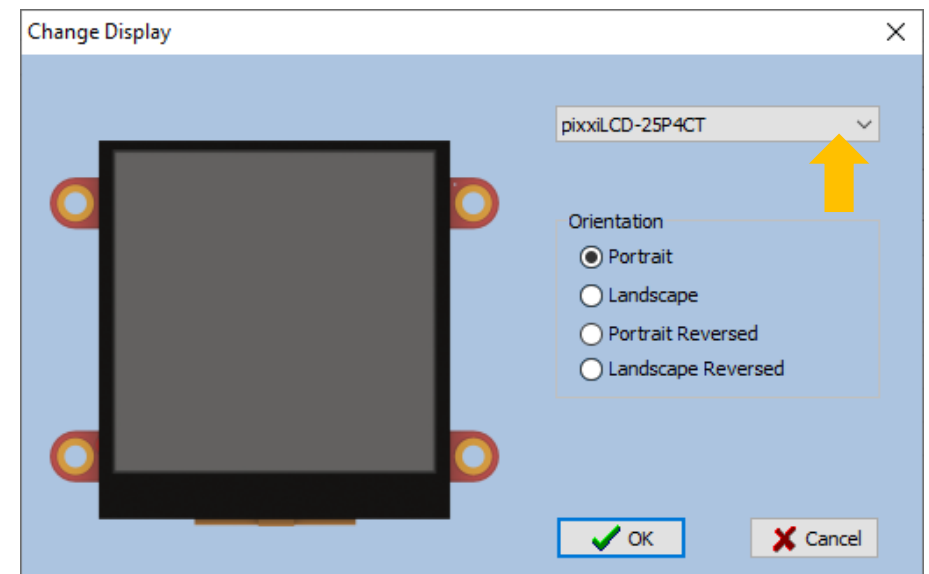 Change Display
pixxiLCD-25P4CT
Orientation
Portrait
Landscape
Portrait Reversed
Landscape Reversed
OK
Cancel